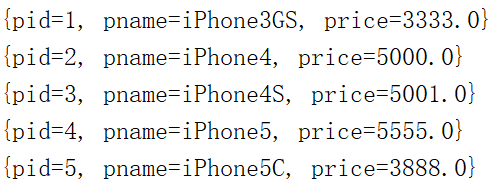 {pid=1, pname=iPhone3GS, price=3333.0}
{pid=2, pname=iPhone4, price=5000.0}
{pid=3, pname=iPhone4S, price=5001.0}
{pid=4, pname=iPhone5, price=5555.0}
{pid=5, pname=iPhone5C, price=3888.0}